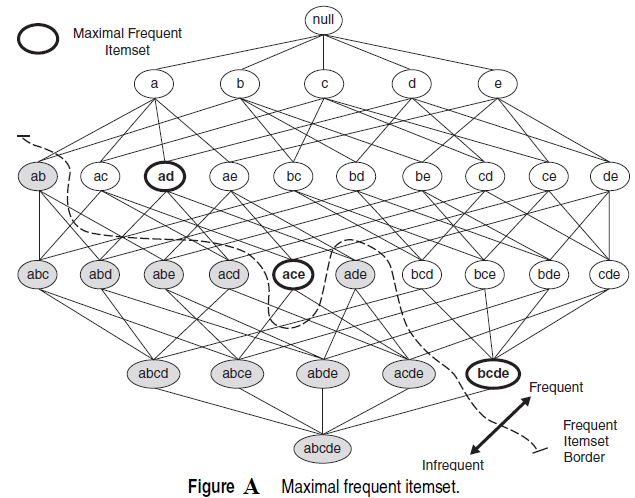 null
Maximal Frequent
Itemset
a b c d e
ab ac ad ae bc bd be cd ce de
abc abd abe acd ace ade bcd bce bde cde
abcd abce abde acde bcde
Frequent
Frequent
Itemset
Border
abcde
Infrequent
Figure A Maximal frequent itemset.